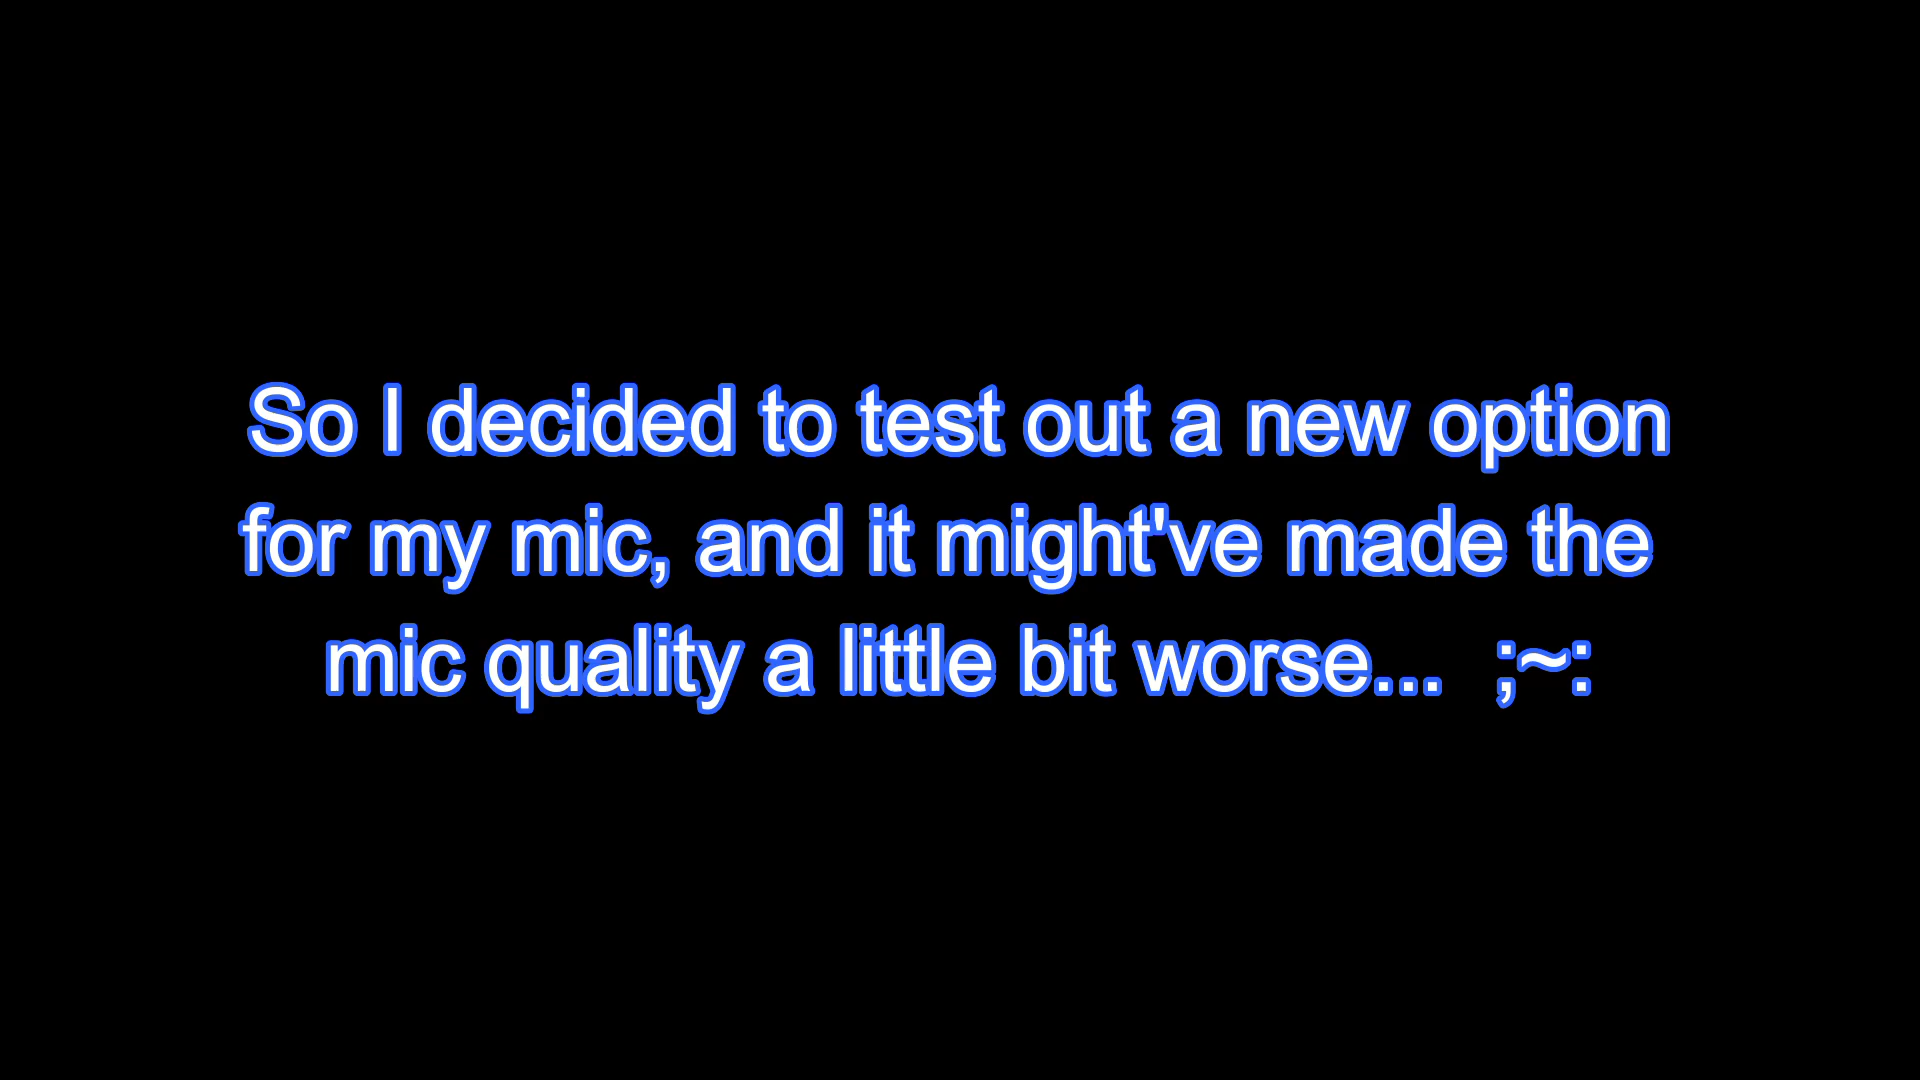 So I decided to test out a new option
for my mic, and it might've made the
mic quality a little bit worse...  ;~: